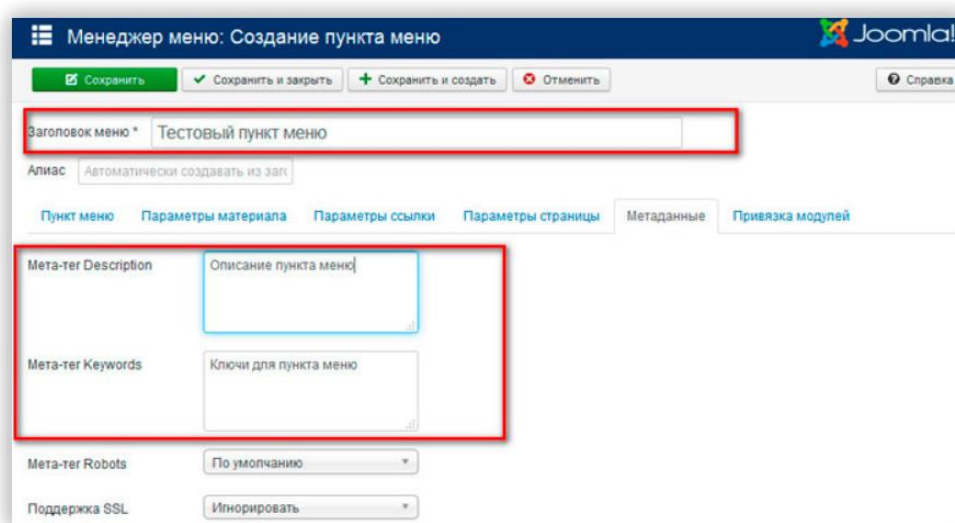 Менеджер меню: Создание пункта меню
Joomla!
Сохранить
Сохранить и закрыть
Сохранить и создать
Отменить
Справка
Заголовок меню * Тестовый пункт меню
Алиас Автоматически создавать из заго
Пункт меню Параметры материала Параметры ссылки Параметры страницы Метаданные Привязка модулей
Мета-тег Description Описание пункта меню
Мета-тег Keywords Ключи для пункта меню
Мета-тег Robots По умолчанию
Поддержка SSL Игнорировать